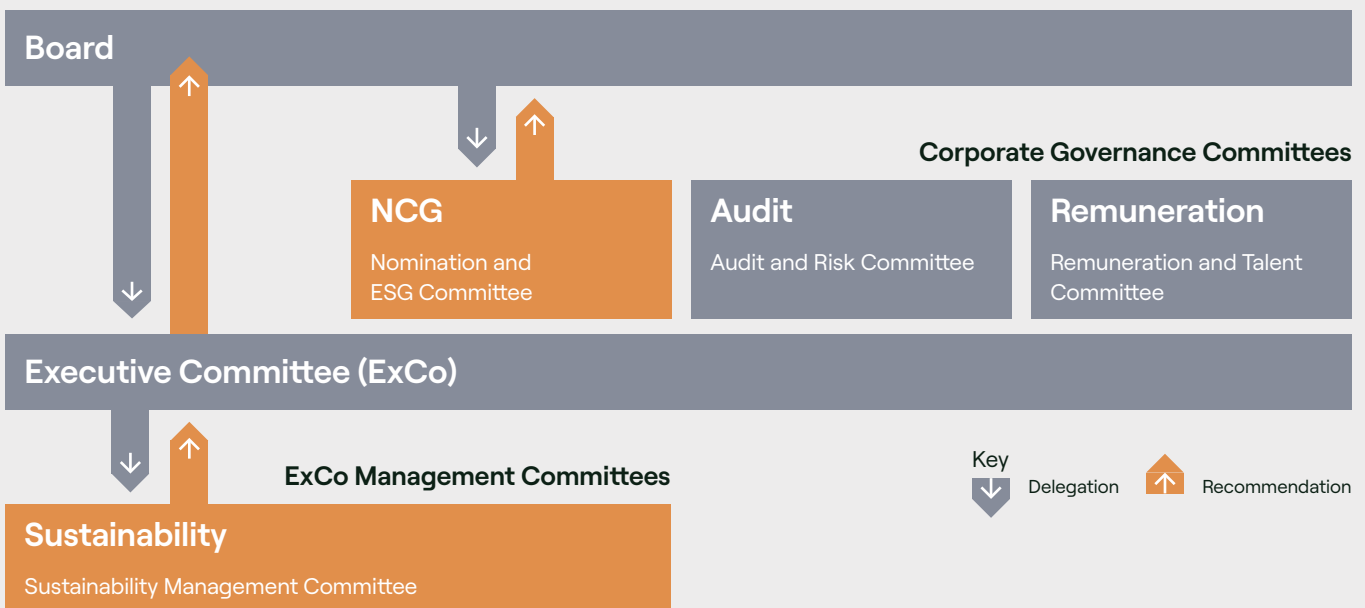 Board
Corporate Governance Committees
NCG
Nomination and
ESG Committee
Audit
Audit and Risk Committee
Remuneration
Remuneration and Talent
Committee
Executive Committee (ExCo)
ExCo Management Committees
Key
Delegation
Recommendation
Sustainability
Sustainability Management Committee